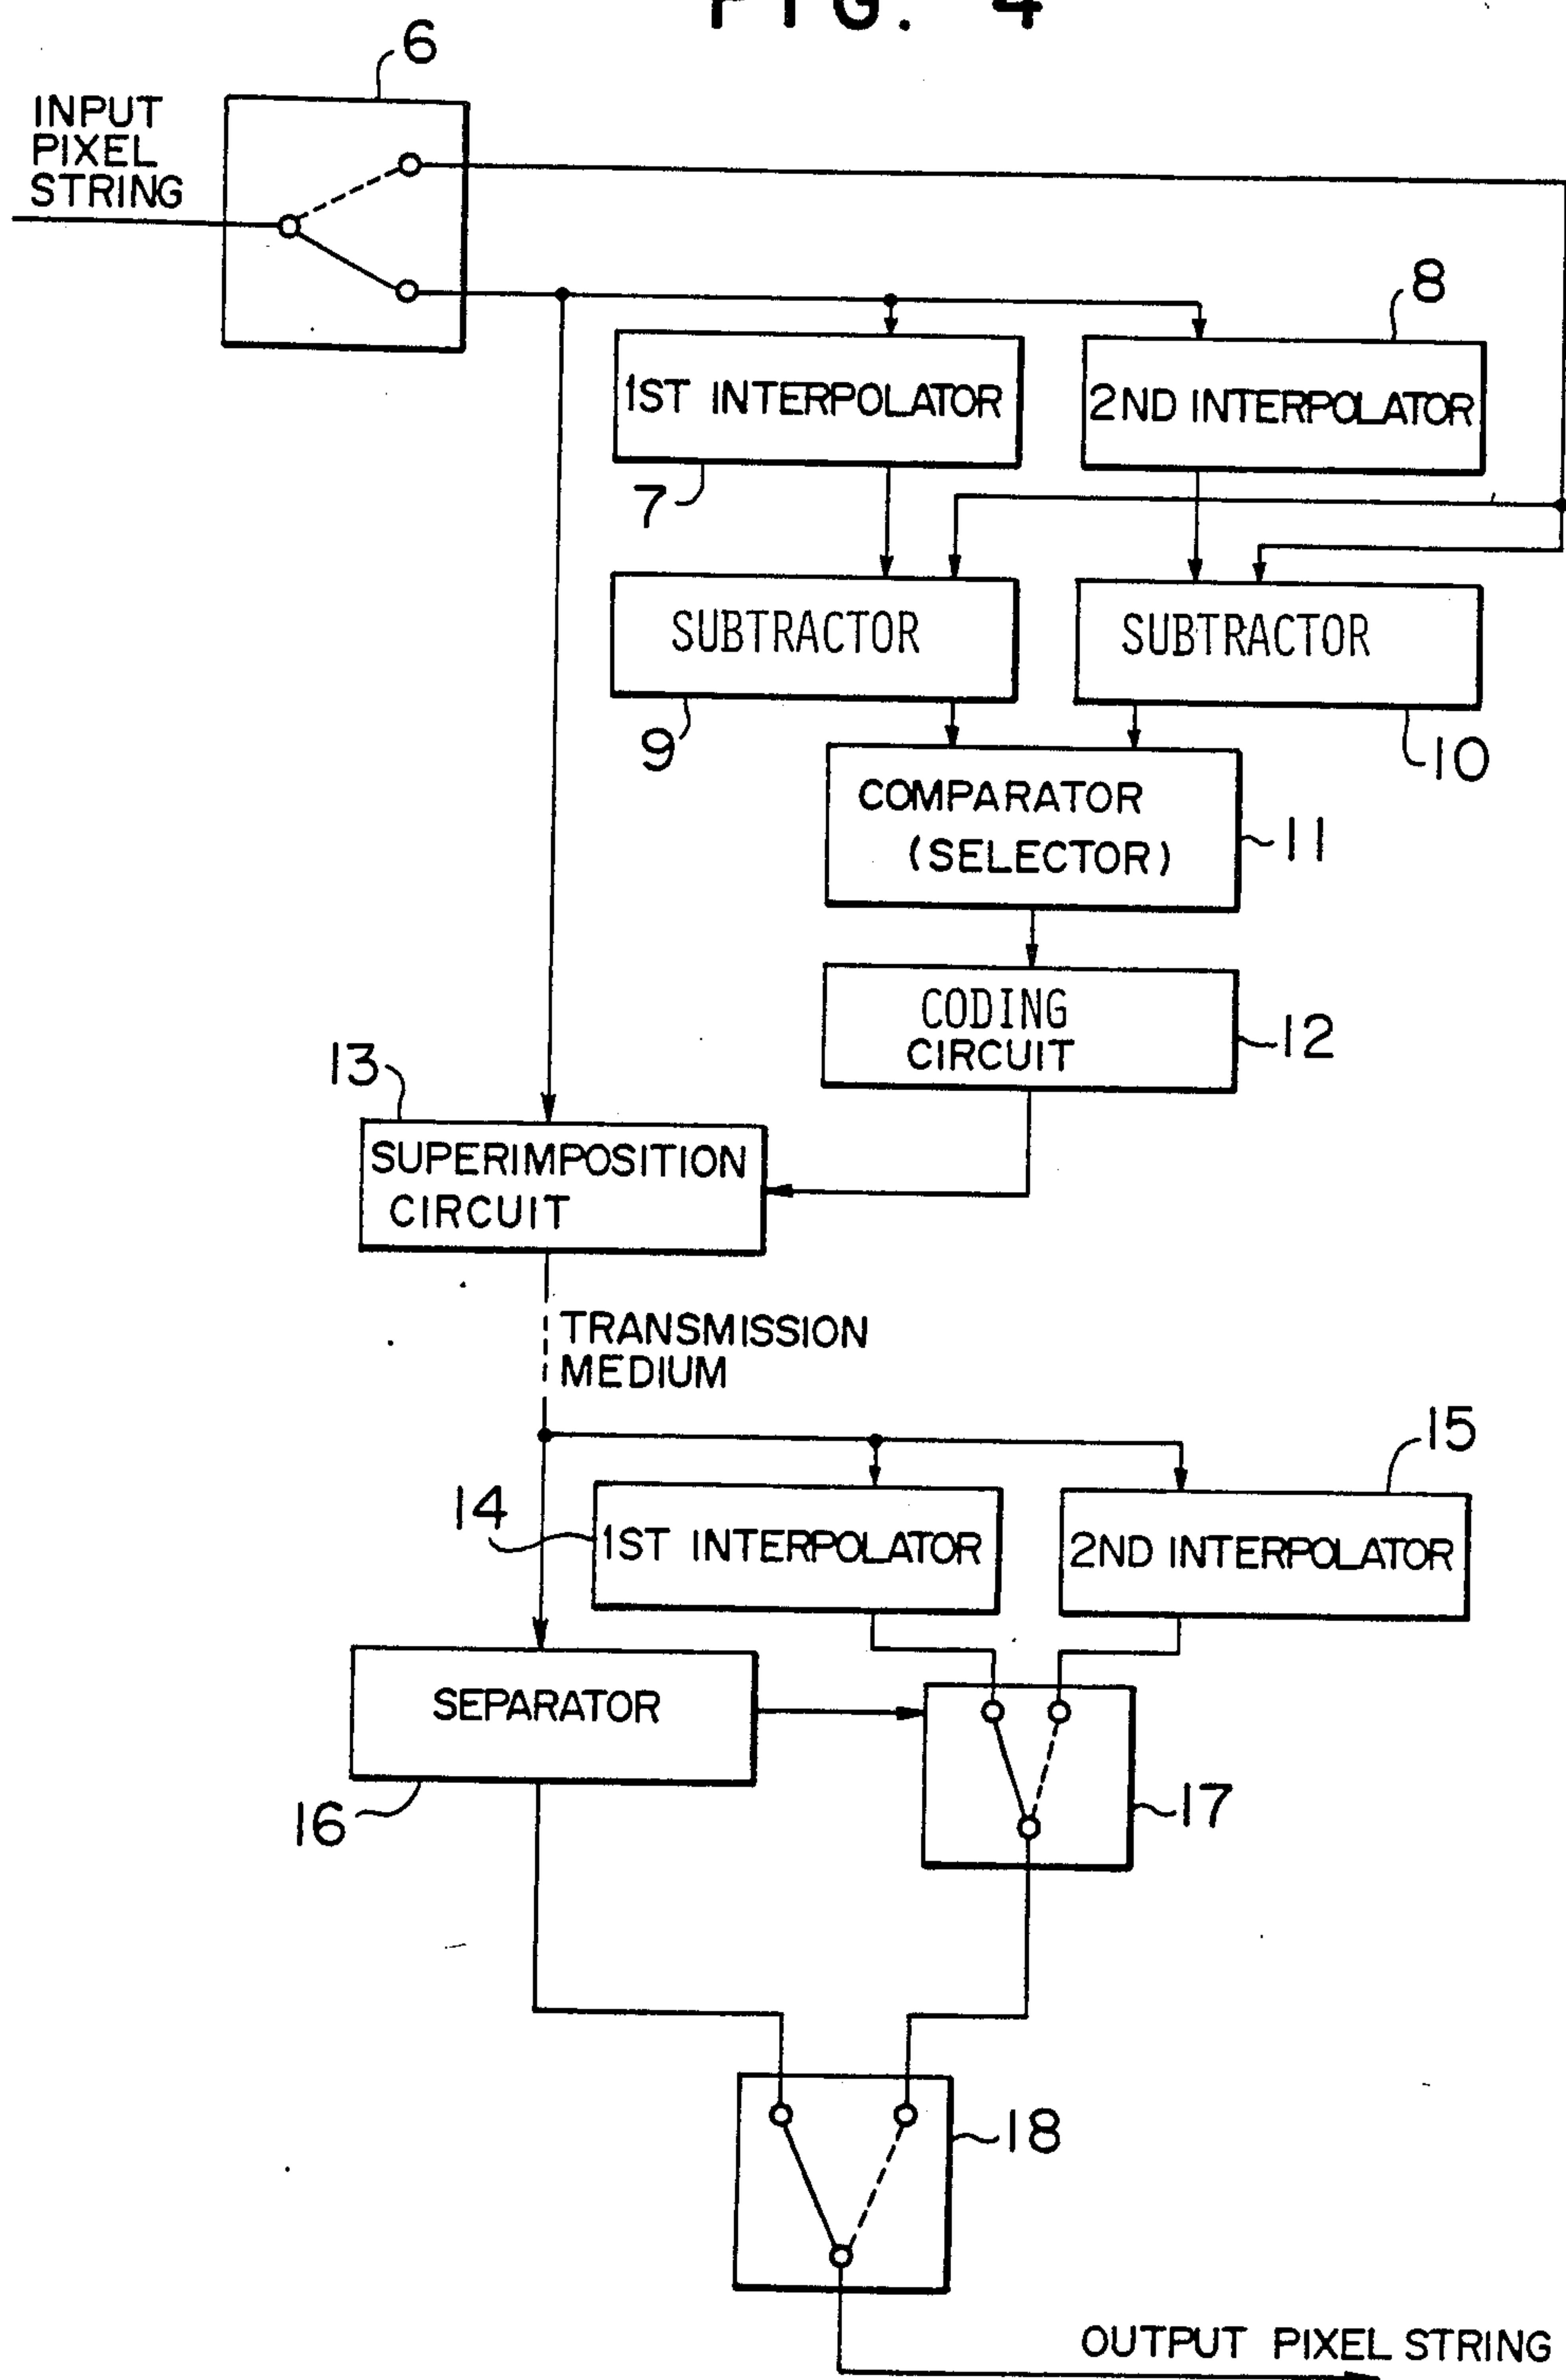 FIG. 4
6
INPUT
PIXEL
STRING
8
1ST INTERPOLATOR
2ND INTERPOLATOR
7
SUBTRACTOR
SUBTRACTOR
9
10
COMPARATOR
(SELECTOR)
11
CODING
CIRCUIT
12
13
SUPERIMPOSITION
CIRCUIT
TRANSMISSION
MEDIUM
15
14
1ST INTERPOLATOR
2ND INTERPOLATOR
SEPARATOR
16
17
18
OUTPUT PIXEL STRING